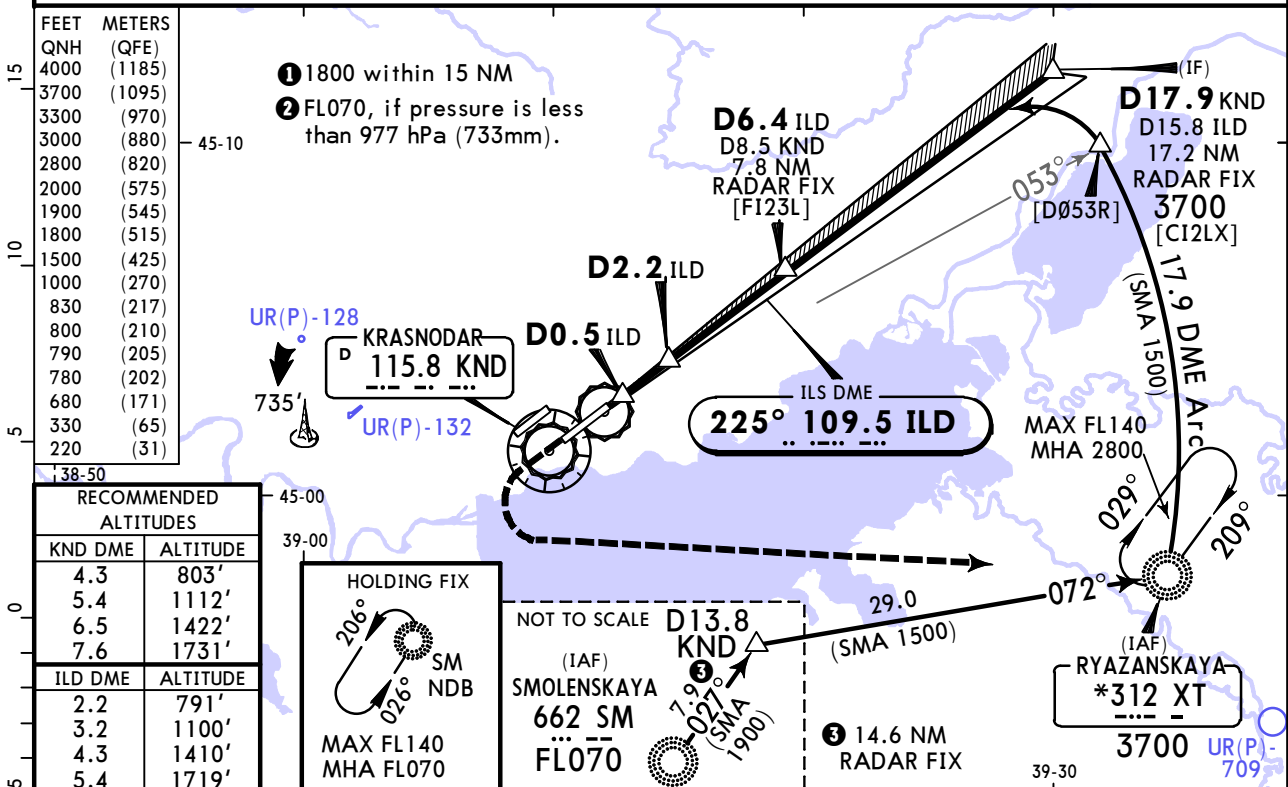 FEET METERS
QNH (QFE)
4000 (1185)
3700 (1095)
3300 (970)
3000 (880)
2800 (820)
2000 (575)
1900 (545)
1800 (515)
1500 (425)
1000 (270)
830 (217)
800 (210)
790 (205)
780 (202)
680 (171)
330 (65)
220 (31)
15
10
5
0
5
❶ 1800 within 15 NM
❷ FL070, if pressure is less
than 977 hPa (733mm).
45-10
45-00
38-50
39-00
39-30
(IF)
D17.9 KND
D15.8 ILD
17.2 NM
RADAR FIX
3700
[CI2LX]
D6.4 ILD
D8.5 KND
7.8 NM
RADAR FIX
[FI23L]
053°
[DØ53R]
17.9 DME Arc
(SMA 1500)
D2.2 ILD
D0.5 ILD
UR(P)-128
735'
UR(P)-132
KRASNODAR
D 115.8 KND
ILS DME
225° 109.5 ILD
MAX FL140
MHA 2800
029°
209°
RECOMMENDED
ALTITUDES
KND DME ALTITUDE
4.3 803'
5.4 1112'
6.5 1422'
7.6 1731'
ILD DME ALTITUDE
2.2 791'
3.2 1100'
4.3 1410'
5.4 1719'
HOLDING FIX
206°
026°
SM
NDB
MAX FL140
MHA FL070
NOT TO SCALE
D13.8
KND
❸
(IAF)
SMOLENSKAYA
662 SM
FL070
7.9
027°
(SMA
1900)
29.0
(SMA 1500)
072°
❸ 14.6 NM
RADAR FIX
(IAF)
RYAZANSKAYA
*312 XT
3700
UR(P)-
709